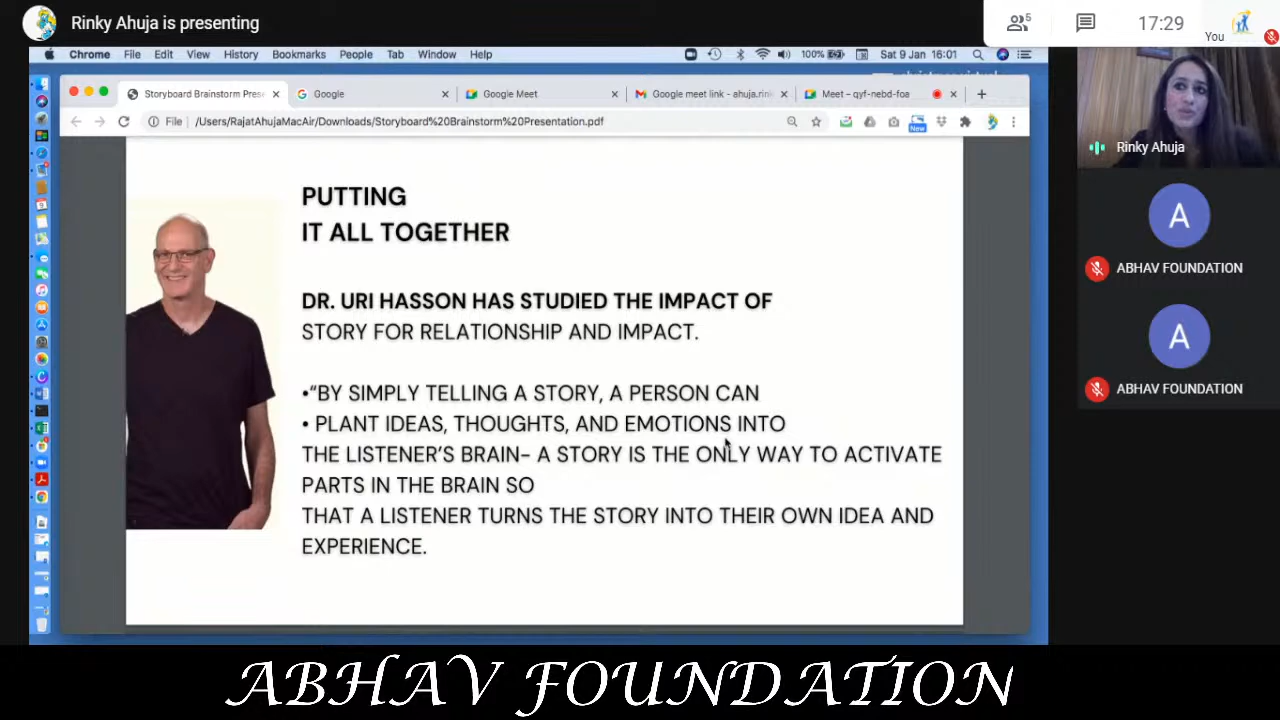 Rinky Ahuja is presenting
5
17:29
You
Chrome File Edit View History Bookmarks People Tab Window Help
100%
Sat 9 Jan 16:01
Storyboard Brainstorm Prese
Google
Google Meet
Google meet link - ahuja.rin
Meet – qyf-nebd-foe
File /Users/RajatAhujaMacAir/Downloads/Storyboard%20Brainstorm%20Presentation.pdf
New
PUTTING
IT ALL TOGETHER
DR. URI HASSON HAS STUDIED THE IMPACT OF
STORY FOR RELATIONSHIP AND IMPACT.
•“BY SIMPLY TELLING A STORY, A PERSON CAN
• PLANT IDEAS, THOUGHTS, AND EMOTIONS INTO
THE LISTENER’S BRAIN– A STORY IS THE ONLY WAY TO ACTIVATE
PARTS IN THE BRAIN SO
THAT A LISTENER TURNS THE STORY INTO THEIR OWN IDEA AND
EXPERIENCE.
Rinky Ahuja
A
ABHAV FOUNDATION
A
ABHAV FOUNDATION
ABHAV FOUNDATION